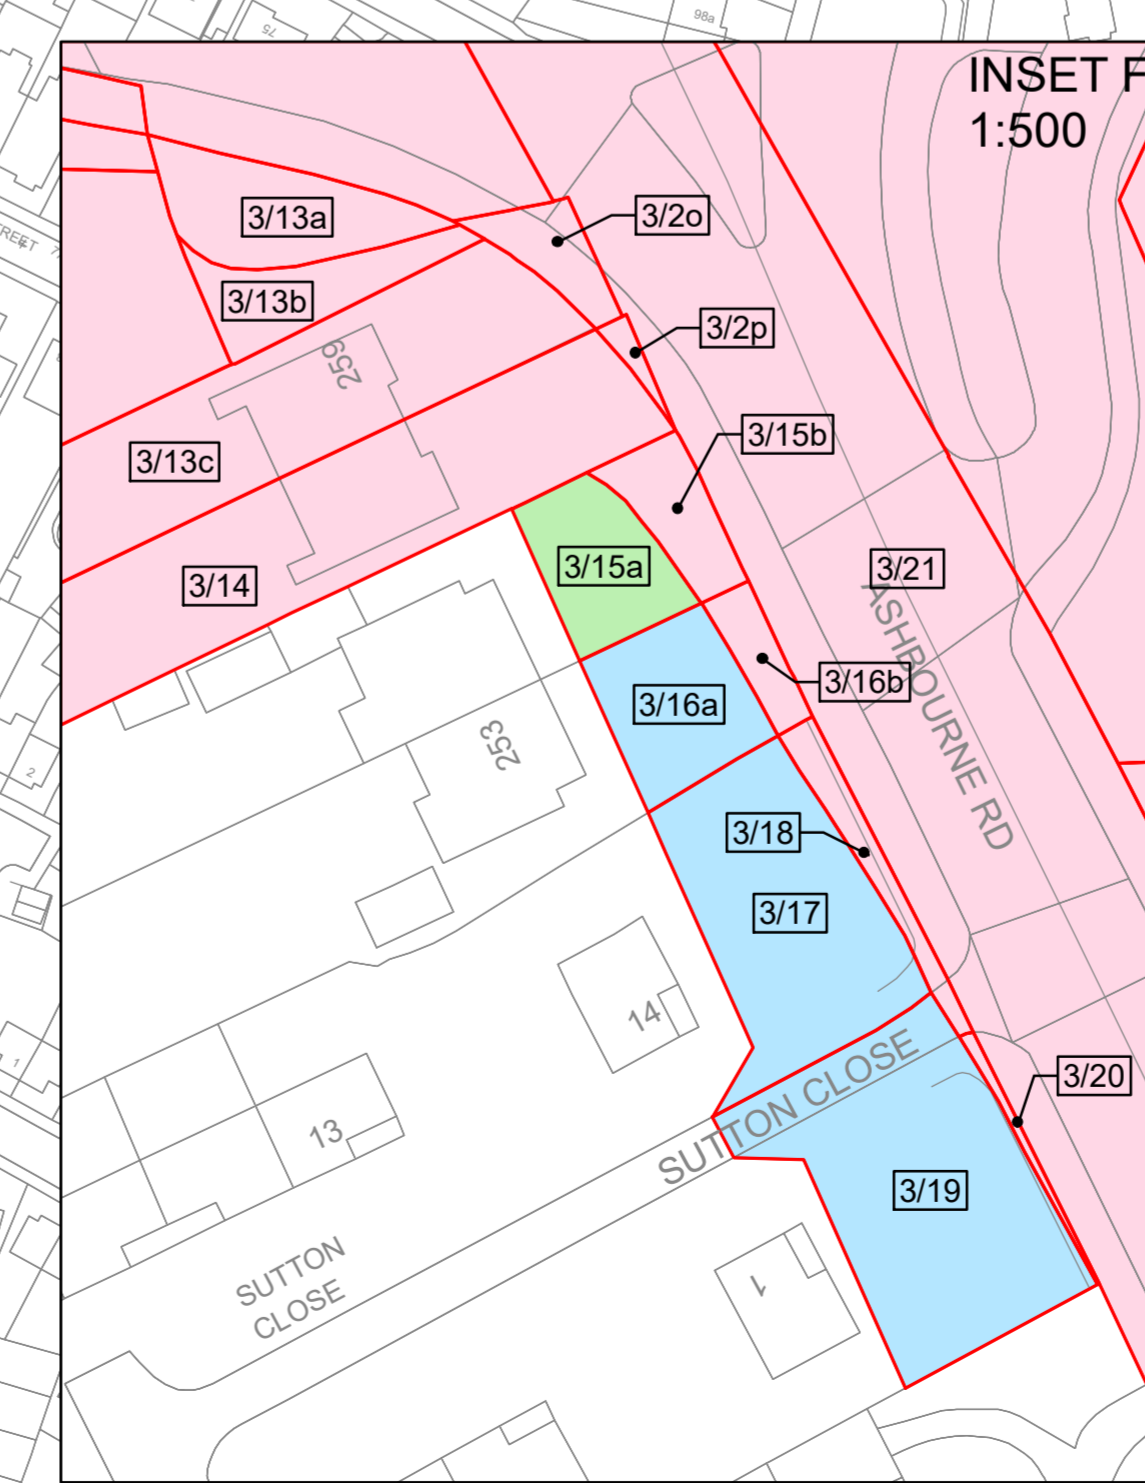 98a
75
INSET F
1:500
3/13a
3/2o
REET
3/13b
3/2p
259
3/15b
3/13c
3/15a
3/21
3/14
ASHBOURNE RD
3/16b
3/16a
253
2
3/18
3/17
14
1
SUTTON CLOSE
3/20
13
3/19
SUTTON
CLOSE
1